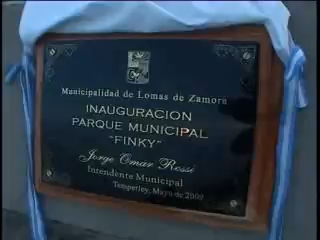 Municipalidad de Lomas de Zamora
INAUGURACION
PARQUE MUNICIPAL
"FINKY"
Jorge Omar Rossi
Intendente Municipal
Temperley, Mayo de 2009